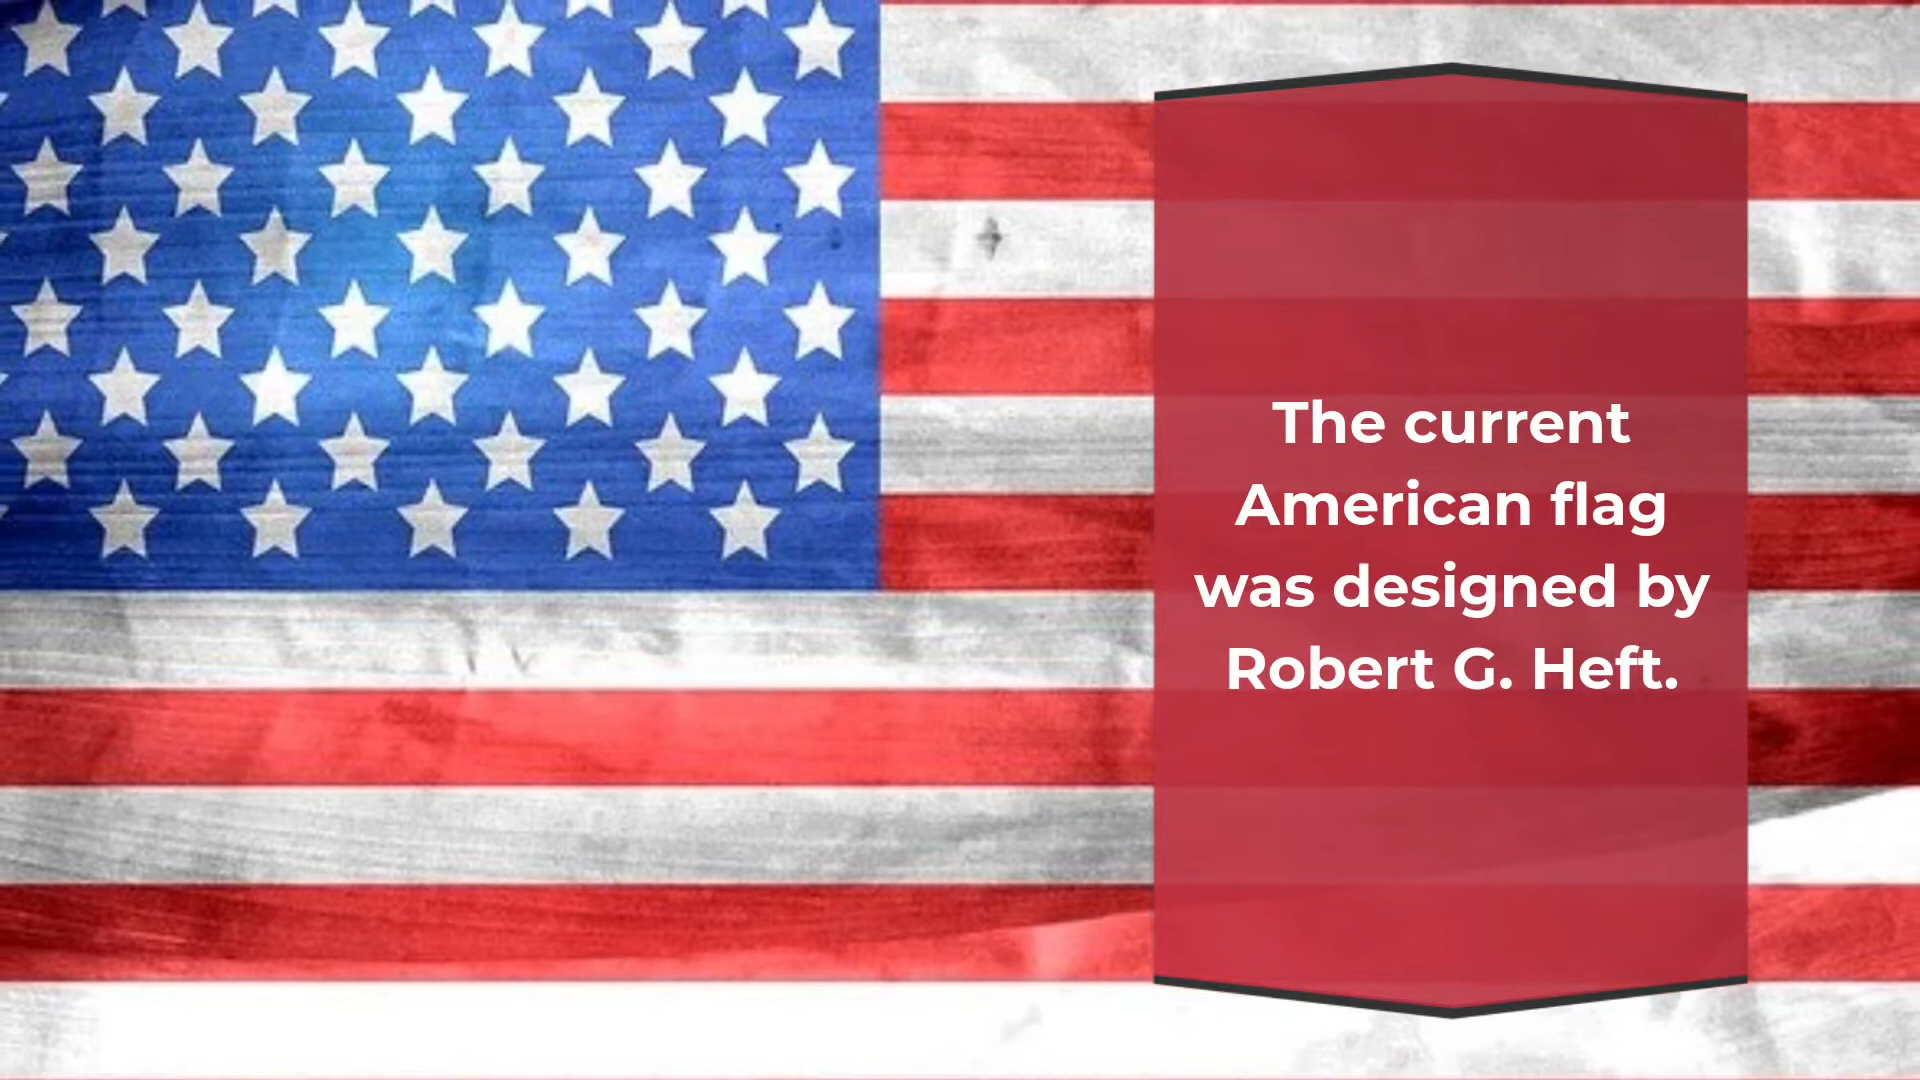 The current
American flag
was designed by
Robert G. Heft.